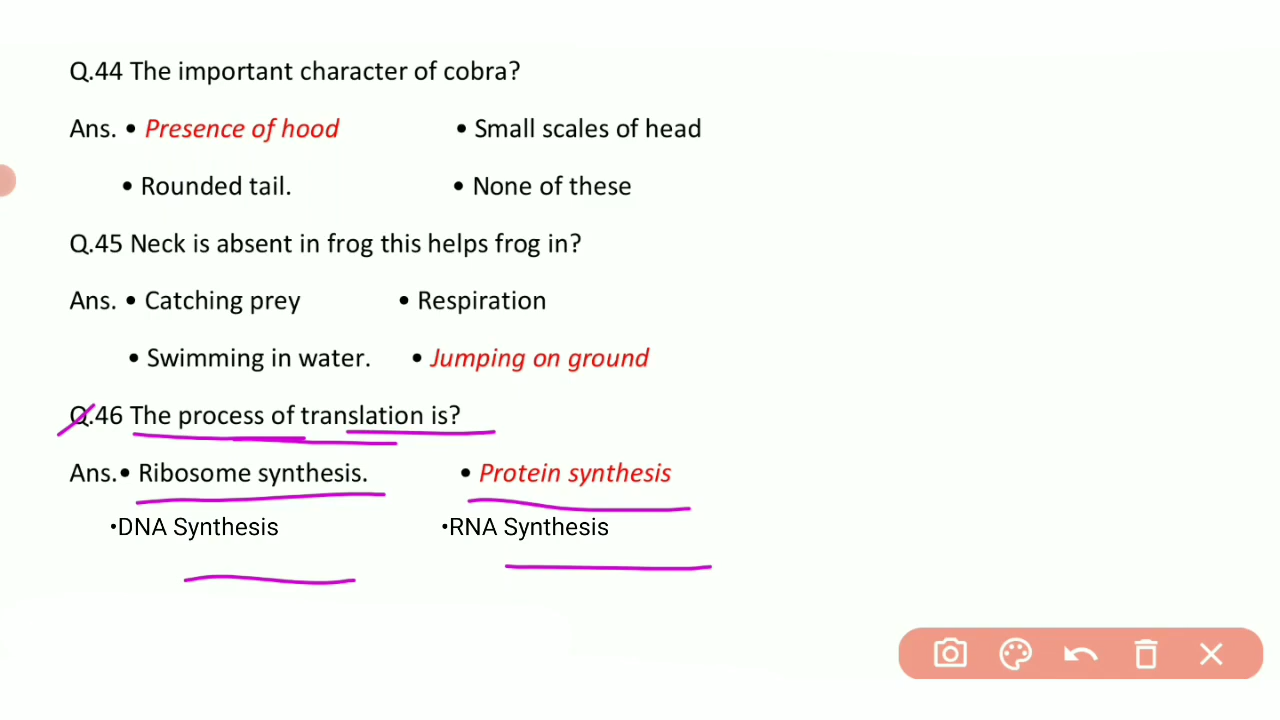 Q.44 The important character of cobra?
Ans. • Presence of hood • Small scales of head
• Rounded tail. • None of these
Q.45 Neck is absent in frog this helps frog in?
Ans. • Catching prey • Respiration
• Swimming in water. • Jumping on ground
Q.46 The process of translation is?
Ans.• Ribosome synthesis. • Protein synthesis
•DNA Synthesis •RNA Synthesis